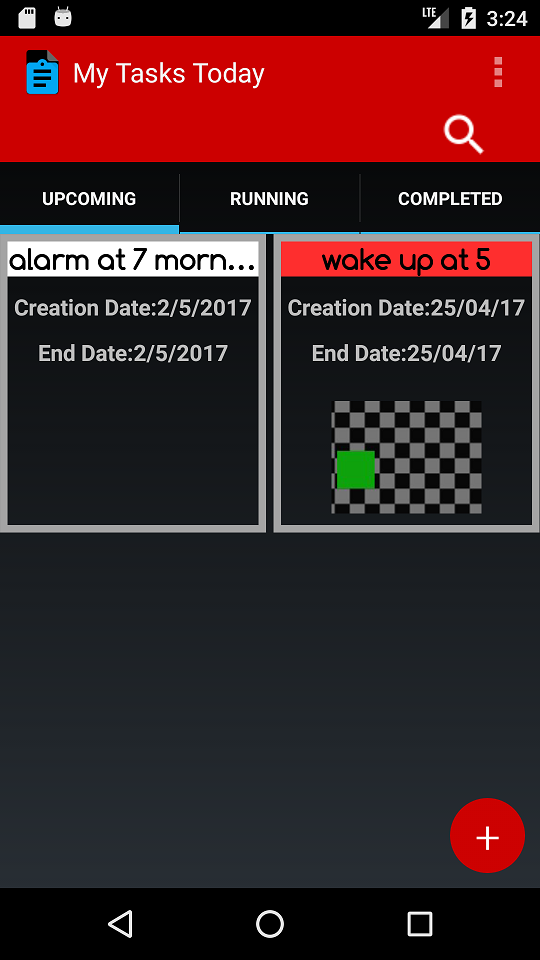 LTE 3:24
My Tasks Today
UPCOMING RUNNING COMPLETED
alarm at 7 morn...
Creation Date:2/5/2017
End Date:2/5/2017
wake up at 5
Creation Date:25/04/17
End Date:25/04/17